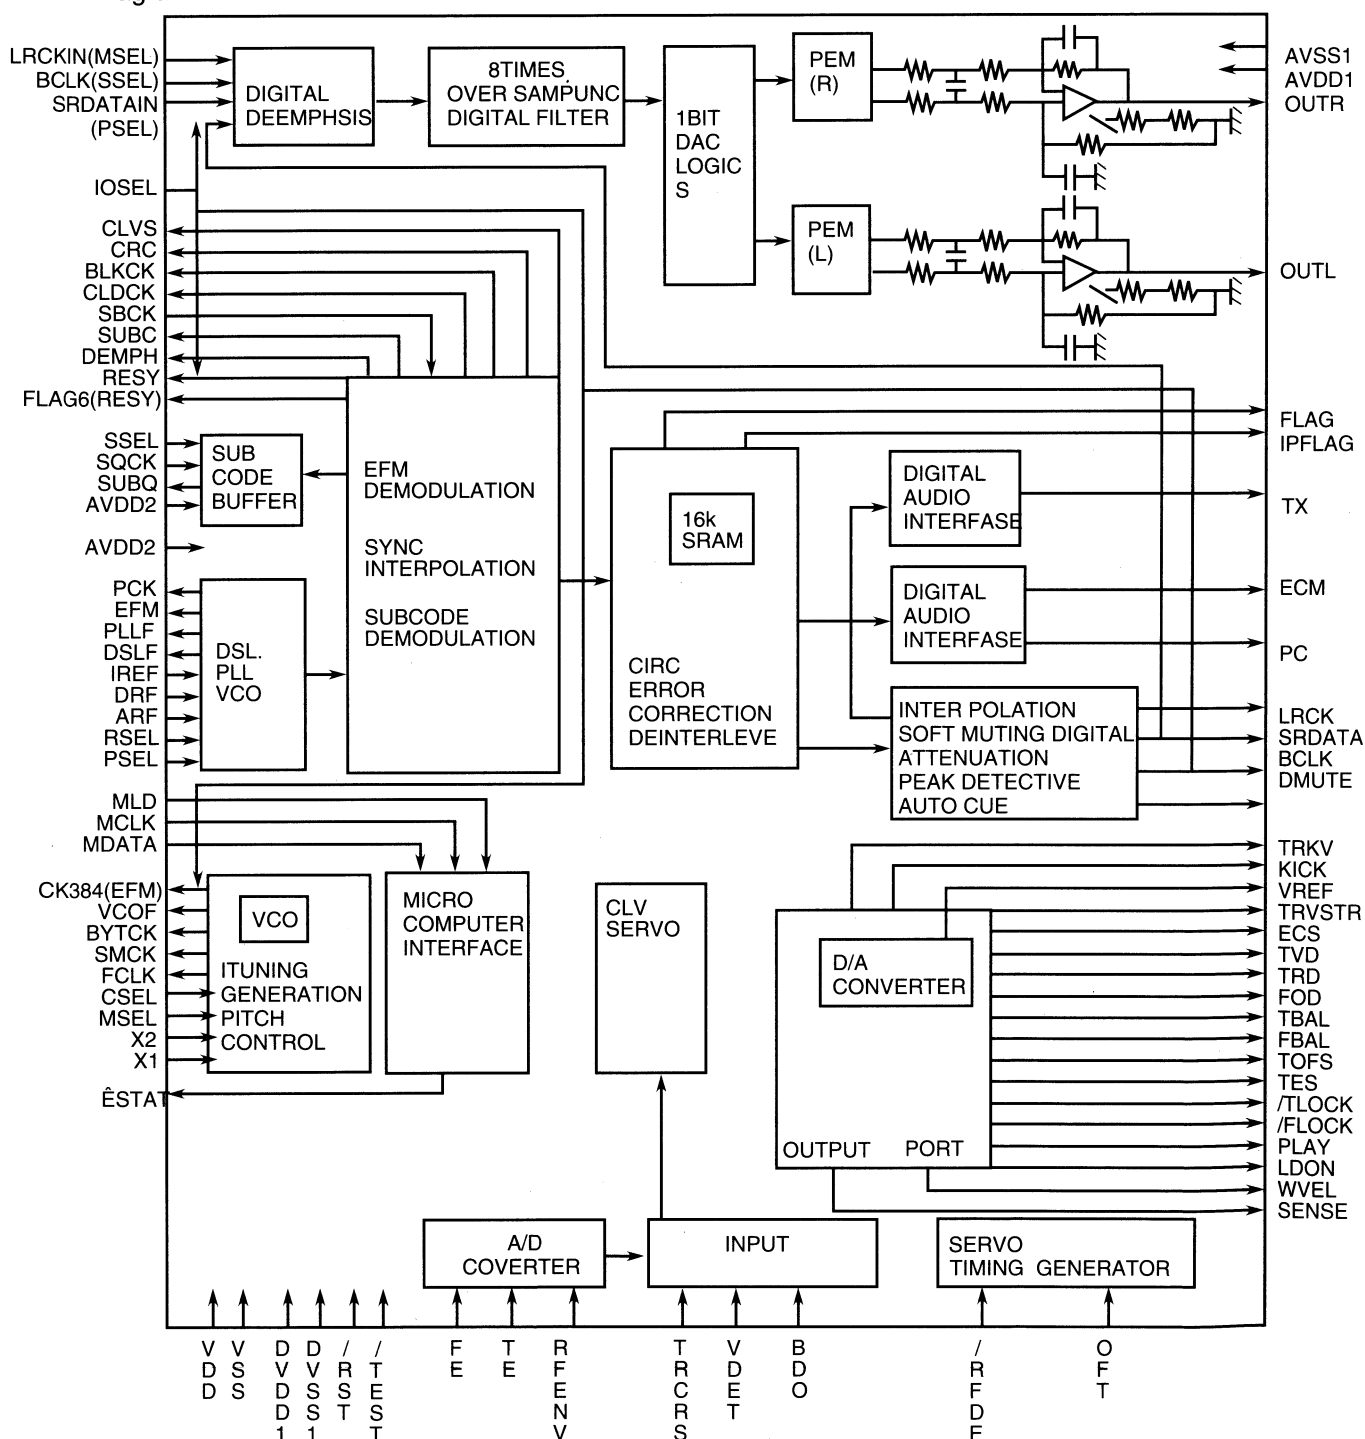 LRCKIN(MSEL)
BCLK(SSEL)
SRDATAIN
(PSEL)
IOSEL
CLVS
CRC
BLKCK
CLDCK
SBCK
SUBC
DEMPH
RESY
FLAG6(RESY)
SSEL
SQCK
SUBQ
AVDD2
AVDD2
PCK
EFM
PLLF
DSLF
IREF
DRF
ARF
RSEL
PSEL
MLD
MCLK
MDATA
CK384(EFM)
VCOF
BYTCK
SMCK
FCLK
CSEL
MSEL
X2
X1
ÊSTAT
DIGITAL
DEEMPHSIS
8TIMES,
OVER SAMPUNC
DIGITAL FILTER
1BIT
DAC
LOGIC
S
PEM
(R)
PEM
(L)
SUB
CODE
BUFFER
EFM
DEMODULATION
SYNC
INTERPOLATION
SUBCODE
DEMODULATION
DSL.
PLL
VCO
16k
SRAM
CIRC
ERROR
CORRECTION
DEINTERLEVE
DIGITAL
AUDIO
INTERFASE
DIGITAL
AUDIO
INTERFASE
INTER POLATION
SOFT MUTING DIGITAL
ATTENUATION
PEAK DETECTIVE
AUTO CUE
VCO
ITUNING
GENERATION
PITCH
CONTROL
MICRO
COMPUTER
INTERFACE
CLV
SERVO
D/A
CONVERTER
OUTPUT PORT
A/D
COVERTER
INPUT
SERVO
TIMING GENERATOR
AVSS1
AVDD1
OUTR
OUTL
FLAG
IPFLAG
TX
ECM
PC
LRCK
SRDATA
BCLK
DMUTE
TRKV
KICK
VREF
TRVSTR
ECS
TVD
TRD
FOD
TBAL
FBAL
TOFS
TES
/TLOCK
/FLOCK
PLAY
LDON
WVEL
SENSE
VDD
VSS
DVDD1
DVSS1
/RST
/TEST
FE
TE
RFENV
TRCRS
VDET
BDO
/RFDE
OFT